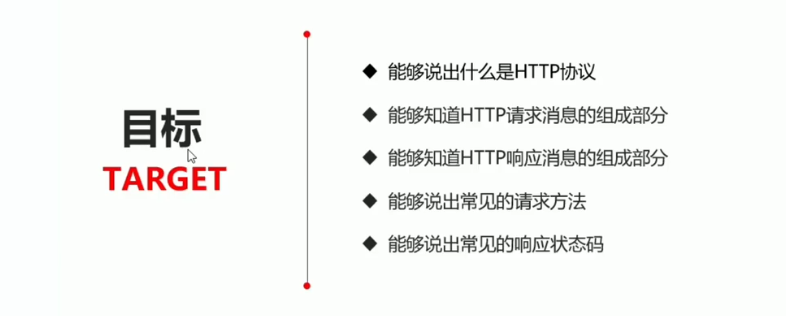 目标
TARGET
◆ 能够说出什么是HTTP协议
◆ 能够知道HTTP请求消息的组成部分
◆ 能够知道HTTP响应消息的组成部分
◆ 能够说出常见的请求方法
◆ 能够说出常见的响应状态码